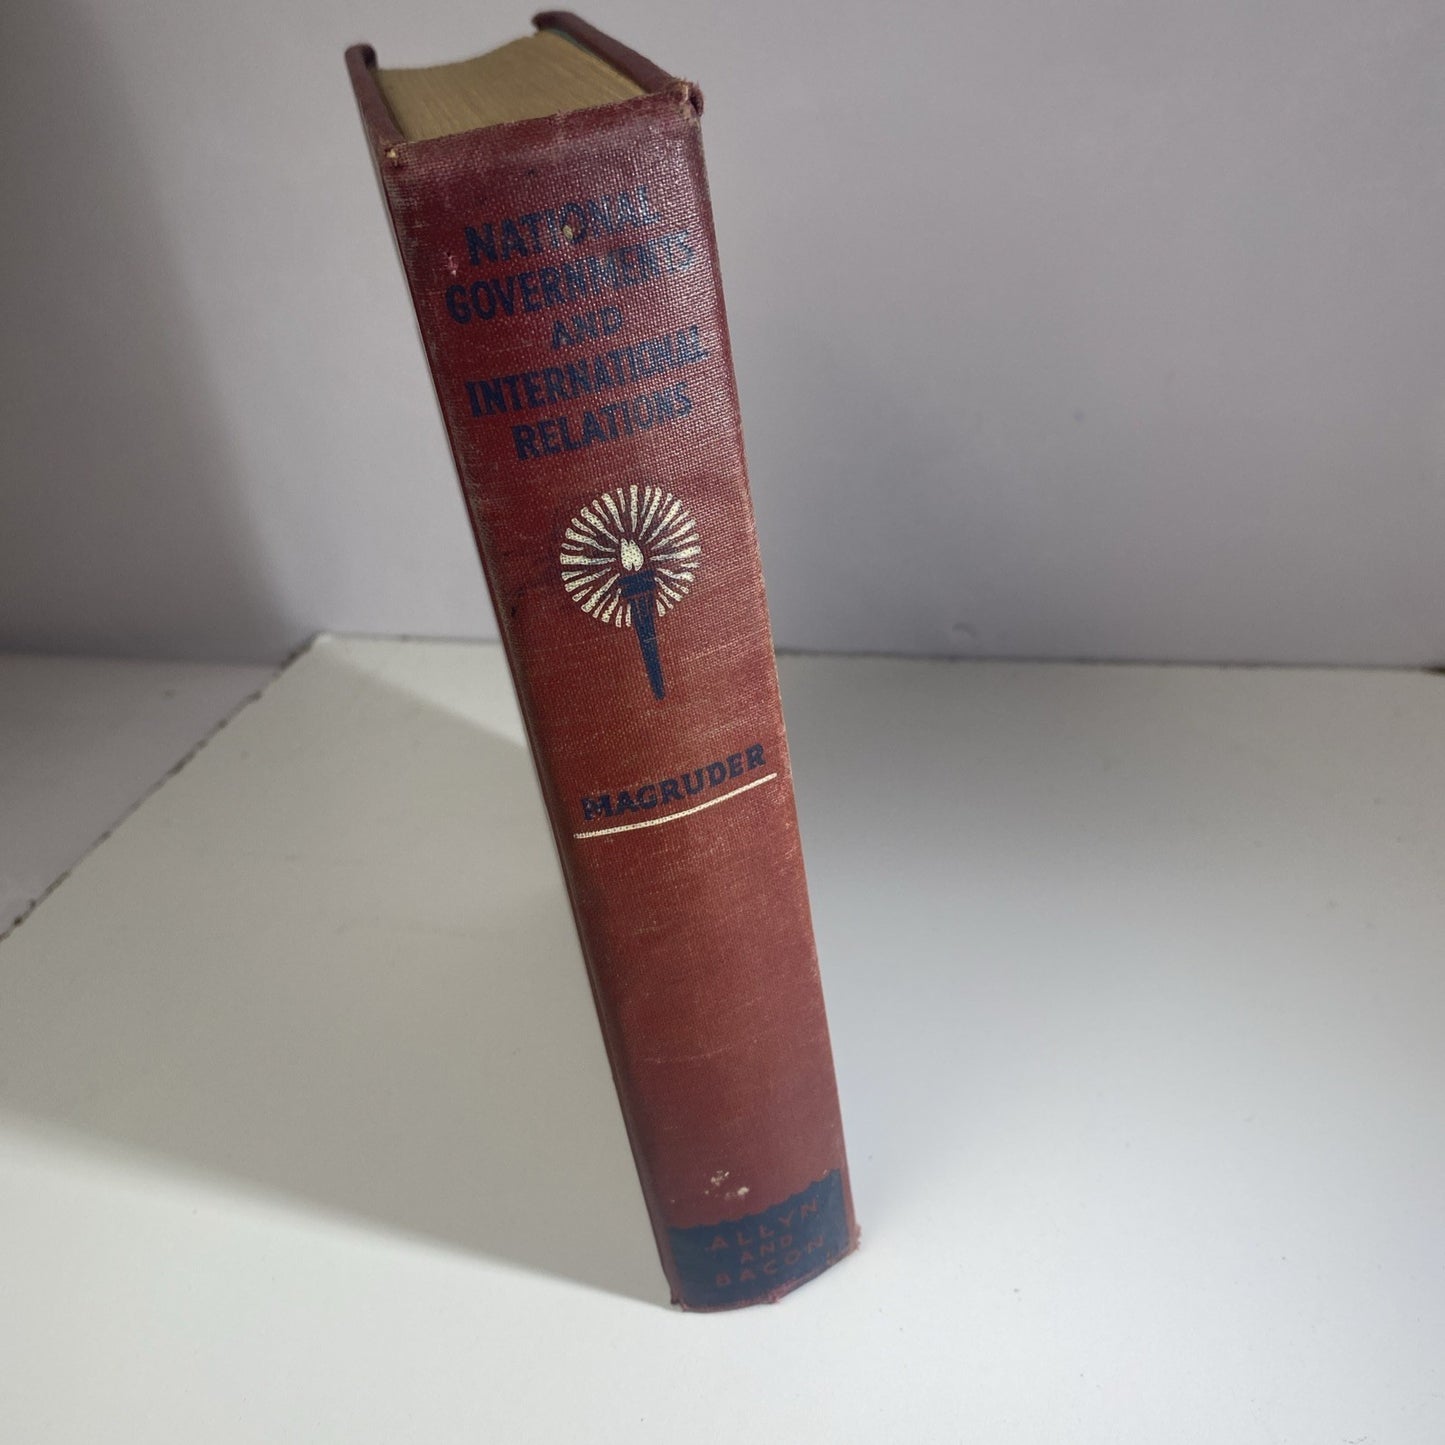 NATIONAL
GOVERNMENTS
AND
INTERNATIONAL
RELATIONS
MAGRUDER
ALLYN
AND
BACON